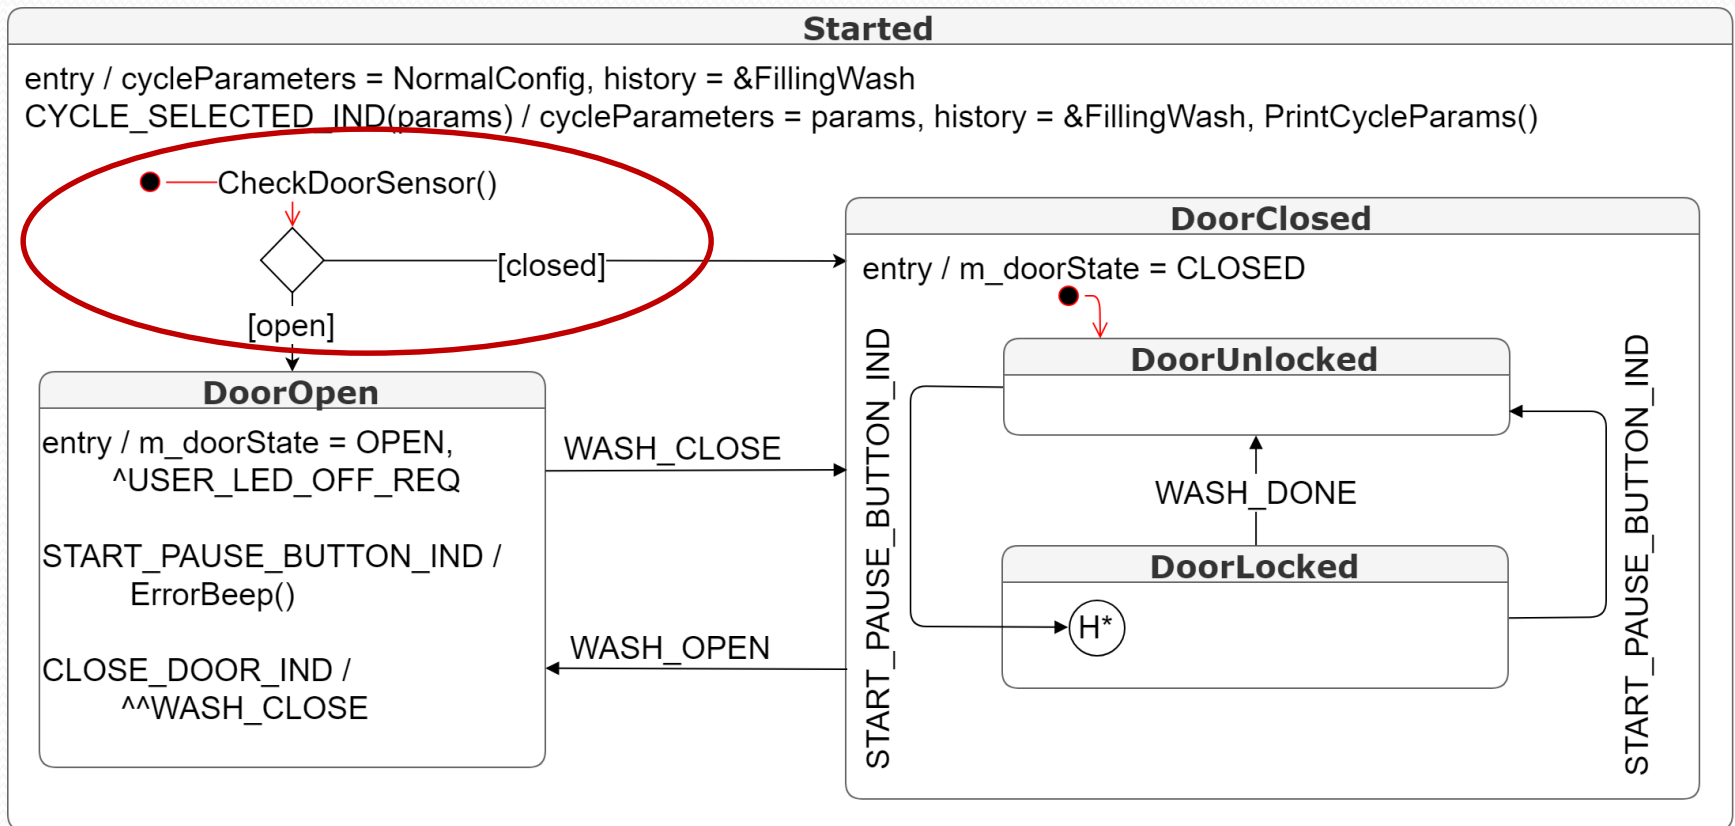 Started
entry / cycleParameters = NormalConfig, history = &FillingWash
CYCLE_SELECTED_IND(params) / cycleParameters = params, history = &FillingWash, PrintCycleParams()
CheckDoorSensor()
[closed]
[open]
DoorOpen
entry / m_doorState = OPEN,
^USER_LED_OFF_REQ
START_PAUSE_BUTTON_IND /
ErrorBeep()
CLOSE_DOOR_IND /
^^WASH_CLOSE
WASH_CLOSE
WASH_OPEN
DoorClosed
entry / m_doorState = CLOSED
START_PAUSE_BUTTON_IND
DoorUnlocked
WASH_DONE
DoorLocked
H*
START_PAUSE_BUTTON_IND